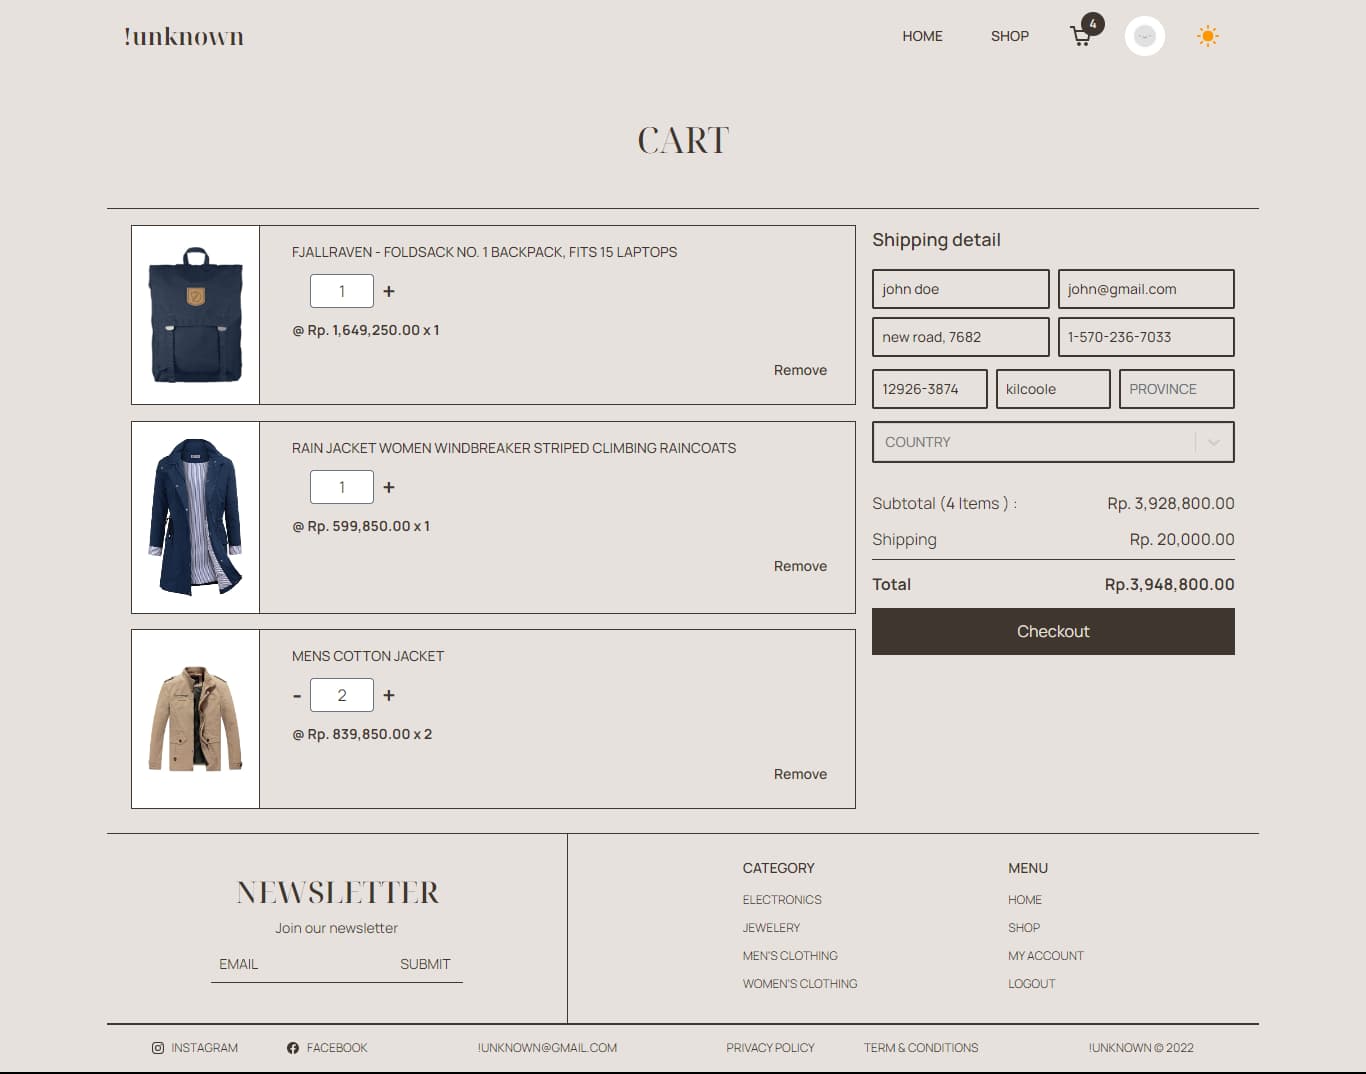 !unknown
HOME
SHOP
4
CART
FJALLRAVEN - FOLDSACK NO. 1 BACKPACK, FITS 15 LAPTOPS
1 +
@ Rp. 1,649,250.00 x 1
Remove
RAIN JACKET WOMEN WINDBREAKER STRIPED CLIMBING RAINCOATS
1 +
@ Rp. 599,850.00 x 1
Remove
MENS COTTON JACKET
- 2 +
@ Rp. 839,850.00 x 2
Remove
Shipping detail
john doe
john@gmail.com
new road, 7682
1-570-236-7033
12926-3874
kilcoole
PROVINCE
COUNTRY
Subtotal (4 Items ) : Rp. 3,928,800.00
Shipping Rp. 20,000.00
Total Rp.3,948,800.00
Checkout
NEWSLETTER
Join our newsletter
EMAIL SUBMIT
CATEGORY
ELECTRONICS
JEWELERY
MEN'S CLOTHING
WOMEN'S CLOTHING
MENU
HOME
SHOP
MY ACCOUNT
LOGOUT
INSTAGRAM
FACEBOOK
!UNKNOWN@GMAIL.COM
PRIVACY POLICY
TERM & CONDITIONS
!UNKNOWN © 2022